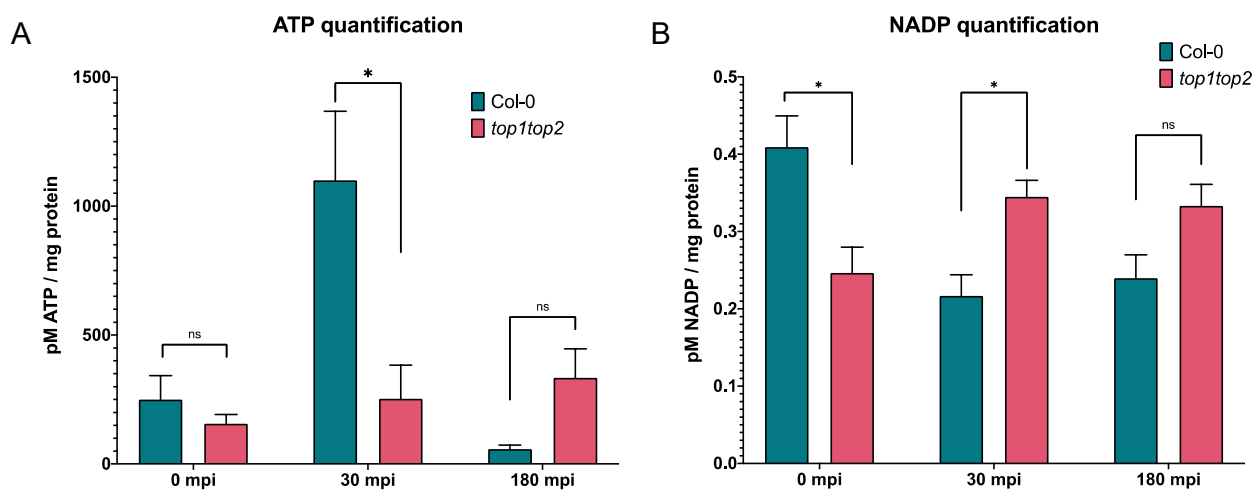 A
ATP quantification
pM ATP / mg protein
1500
1000
500
0
*
ns
ns
Col-0
top1top2
0 mpi
30 mpi
180 mpi
B
NADP quantification
pM NADP / mg protein
0.5
0.4
0.3
0.2
0.1
0.0
*
*
ns
Col-0
top1top2
0 mpi
30 mpi
180 mpi